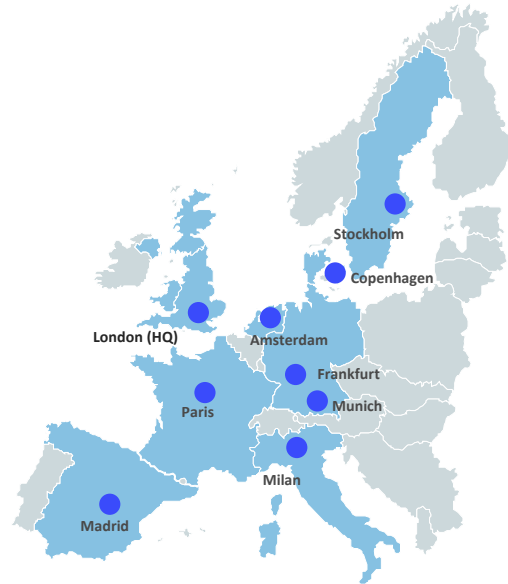 Stockholm
Copenhagen
London (HQ)
Amsterdam
Frankfurt
Paris
Munich
Milan
Madrid